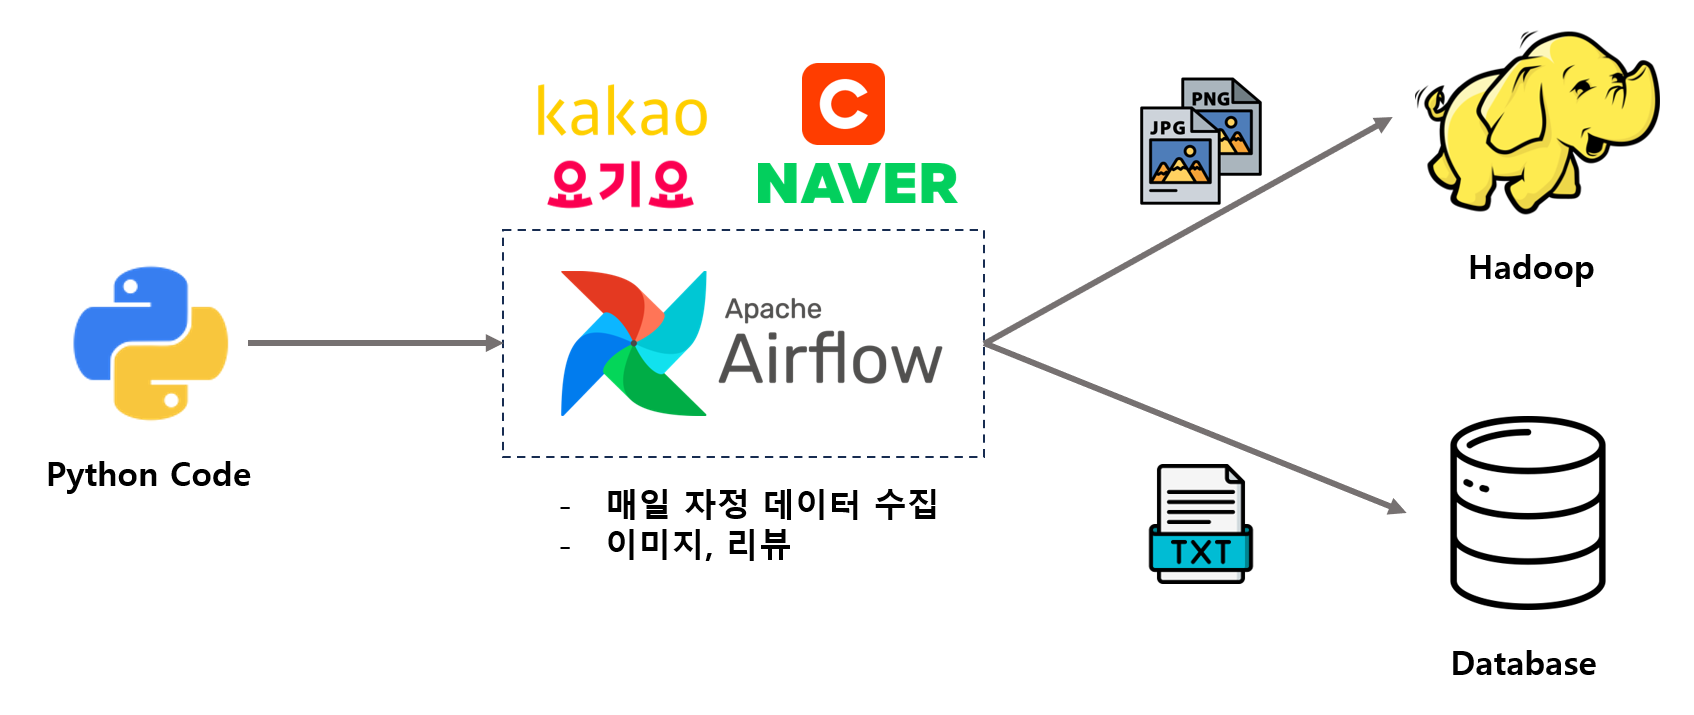 kakao
C
요기요
NAVER
PNG
JPG
Apache
Airflow
Hadoop
Python Code
- 매일 자정 데이터 수집
- 이미지, 리뷰
TXT
Database